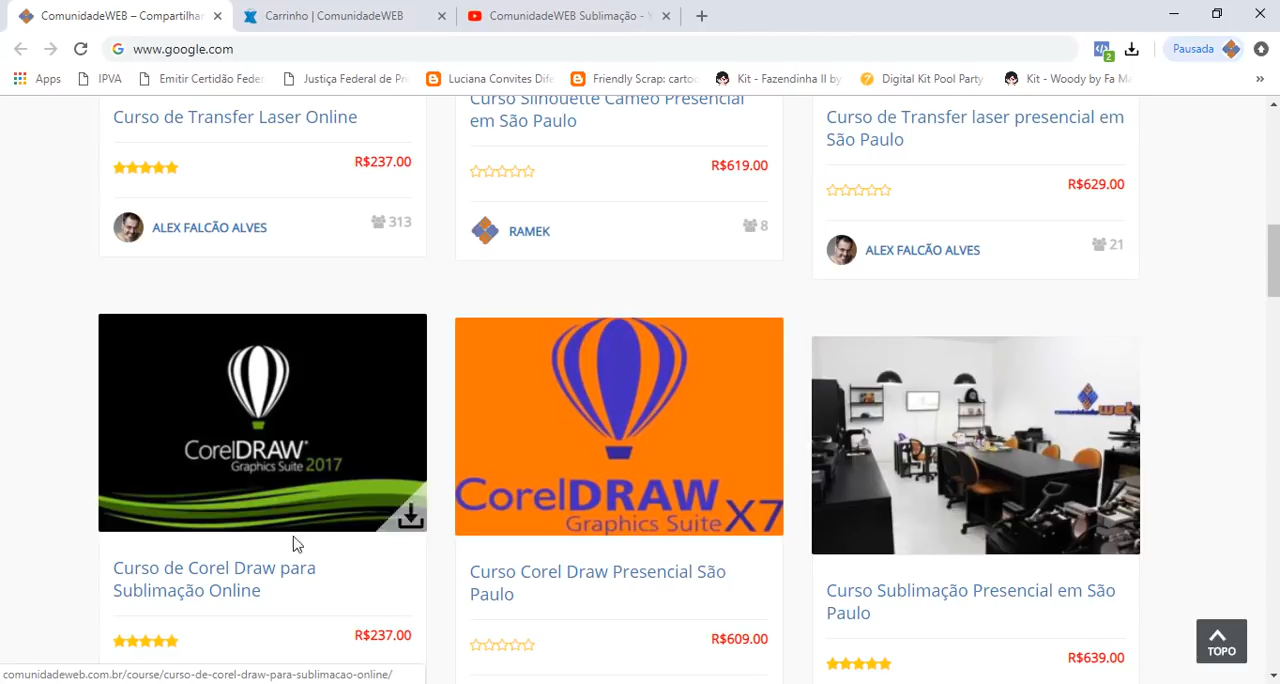 ComunidadeWEB – Compartilhar
Carrinho | ComunidadeWEB
ComunidadeWEB Sublimação - Y
www.google.com
2
Pausada
Apps
IPVA
Emitir Certidão Fede
Justiça Federal de Pri
Luciana Convites Dife
Friendly Scrap: cartoo
Kit - Fazendinha II by
Digital Kit Pool Party
Kit - Woody by Fa M
»
Curso de Transfer Laser Online
R$237.00
ALEX FALCÃO ALVES
313
Curso Silhouette Cameo Presencial
em São Paulo
R$619.00
RAMEK
8
Curso de Transfer laser presencial em
São Paulo
R$629.00
ALEX FALCÃO ALVES
21
CorelDRAW®
Graphics Suite 2017
Curso de Corel Draw para
Sublimação Online
R$237.00
CorelDRAW
Graphics Suite X7
Curso Corel Draw Presencial São
Paulo
R$609.00
comunidadeweb
Curso Sublimação Presencial em São
Paulo
R$639.00
TOPO
comunidadeweb.com.br/course/curso-de-corel-draw-para-sublimacao-online/